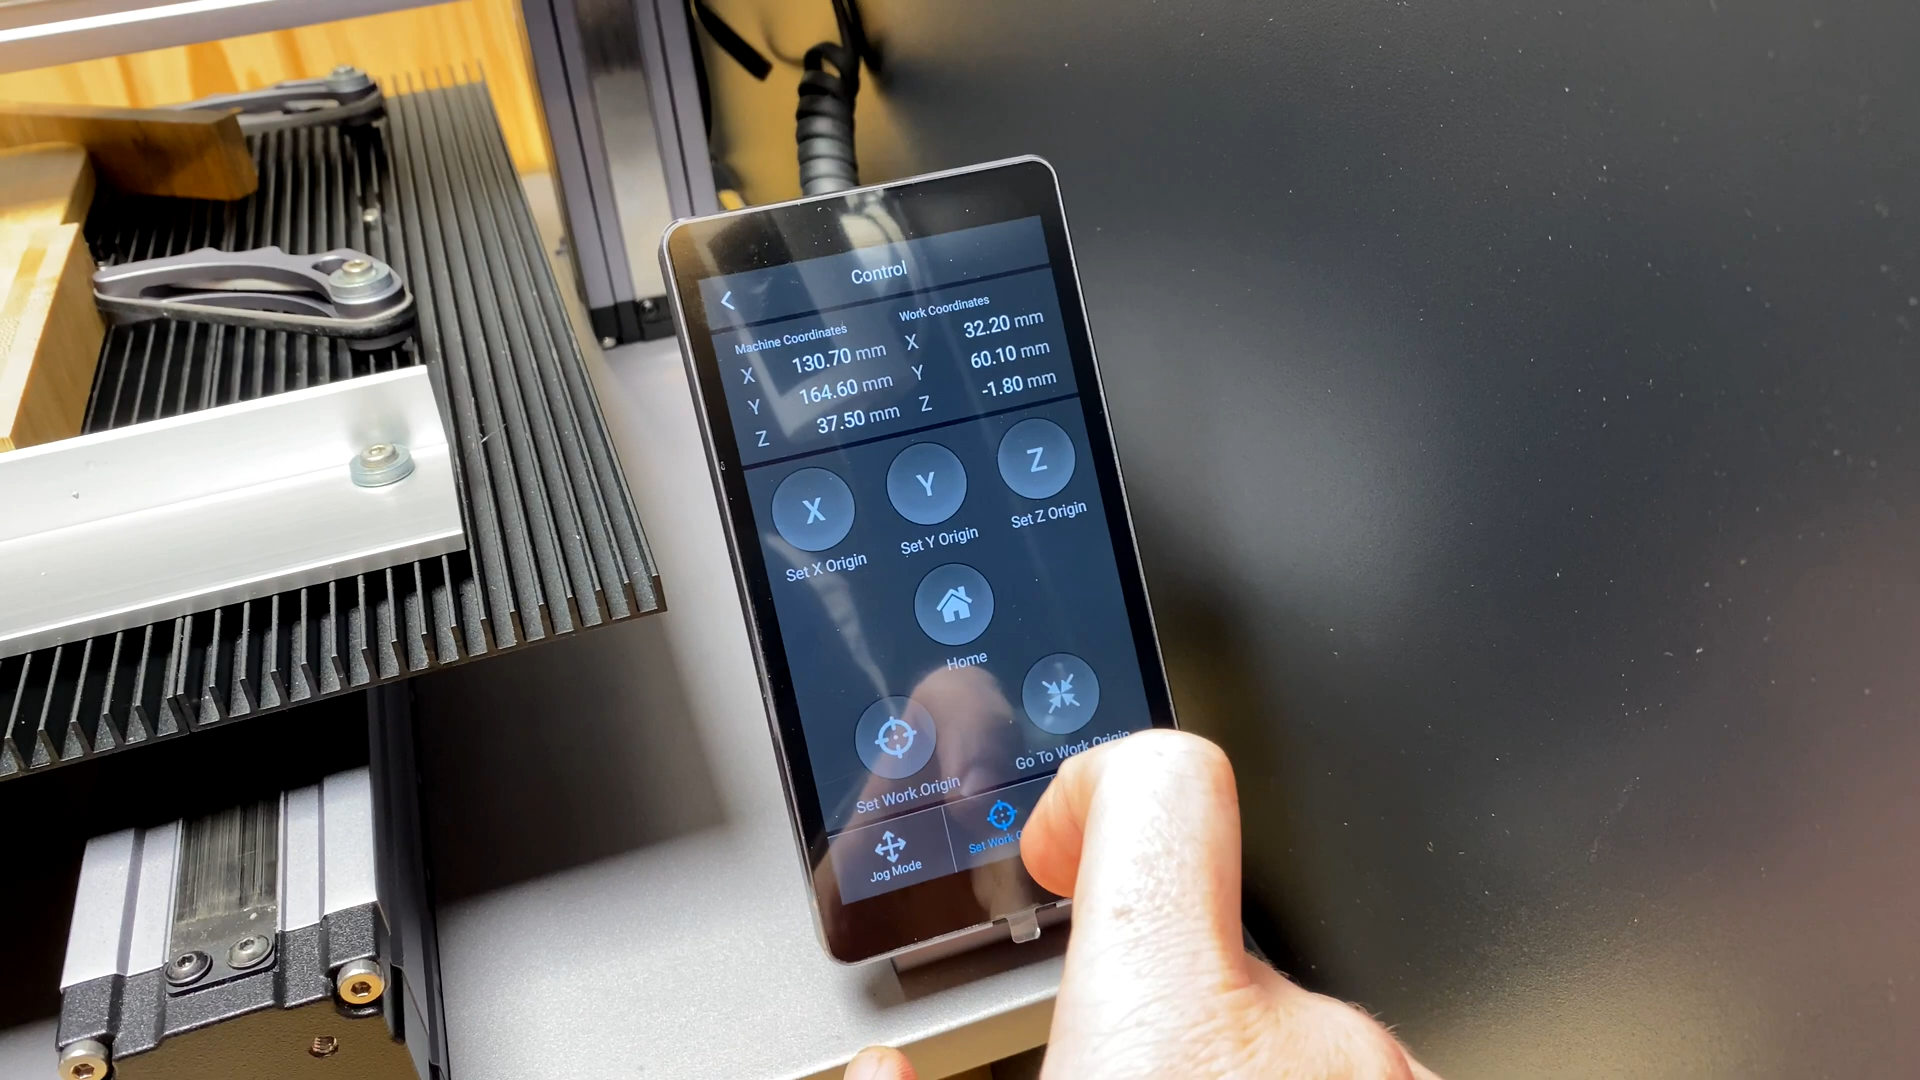 Control
Machine Coordinates
X 130.70 mm
Y 164.60 mm
Z 37.50 mm
Work Coordinates
X 32.20 mm
Y 60.10 mm
Z -1.80 mm
X
Set X Origin
Y
Set Y Origin
Z
Set Z Origin
Home
Set Work Origin
Go To Work Origin
Jog Mode
Set Work